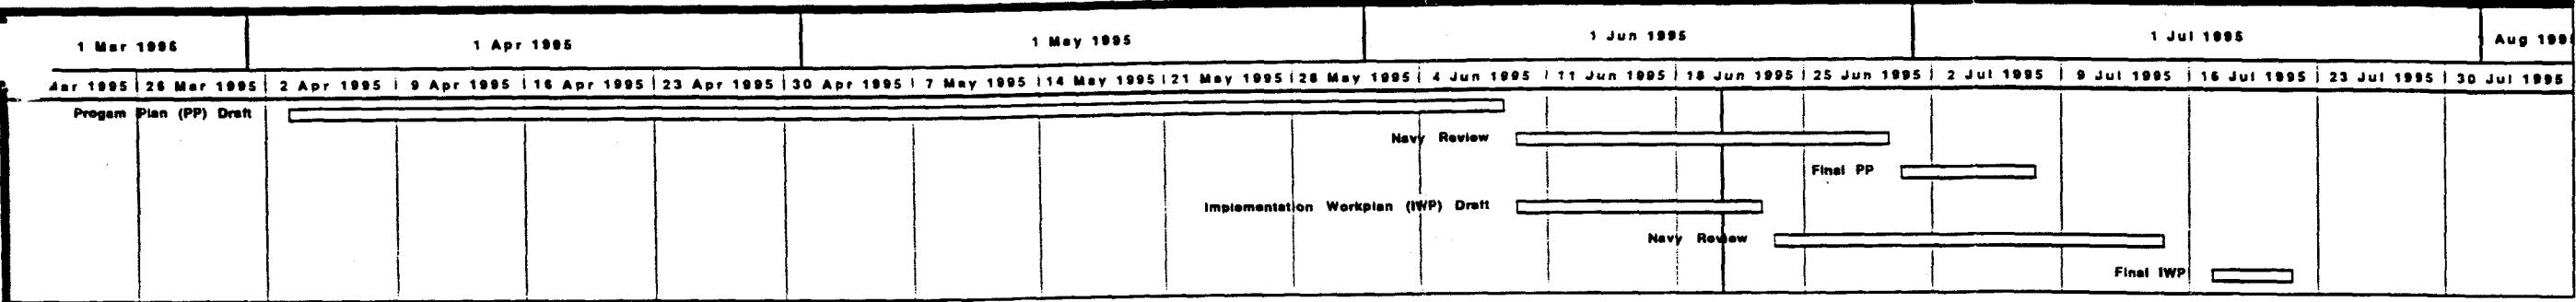 1 Mar 1995 1 Apr 1995 1 May 1995 1 Jun 1995 1 Jul 1995 Aug 199
Mar 1995 26 Mar 1995 2 Apr 1995 9 Apr 1995 16 Apr 1995 23 Apr 1995 30 Apr 1995 7 May 1995 14 May 1995 21 May 1995 28 May 1995 4 Jun 1995 11 Jun 1995 18 Jun 1995 25 Jun 1995 2 Jul 1995 9 Jul 1995 16 Jul 1995 23 Jul 1995 30 Jul 1995
Progam Plan (PP) Draft
Navy Review
Final PP
Implementation Workplan (IWP) Draft
Navy Review
Final IWP